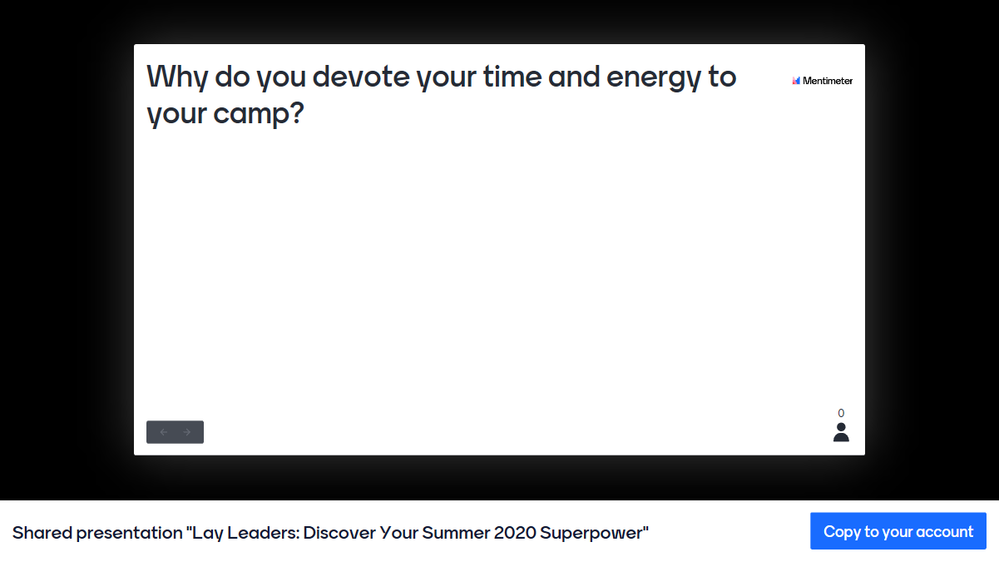 Why do you devote your time and energy to
your camp?
Mentimeter
0
Shared presentation "Lay Leaders: Discover Your Summer 2020 Superpower"
Copy to your account